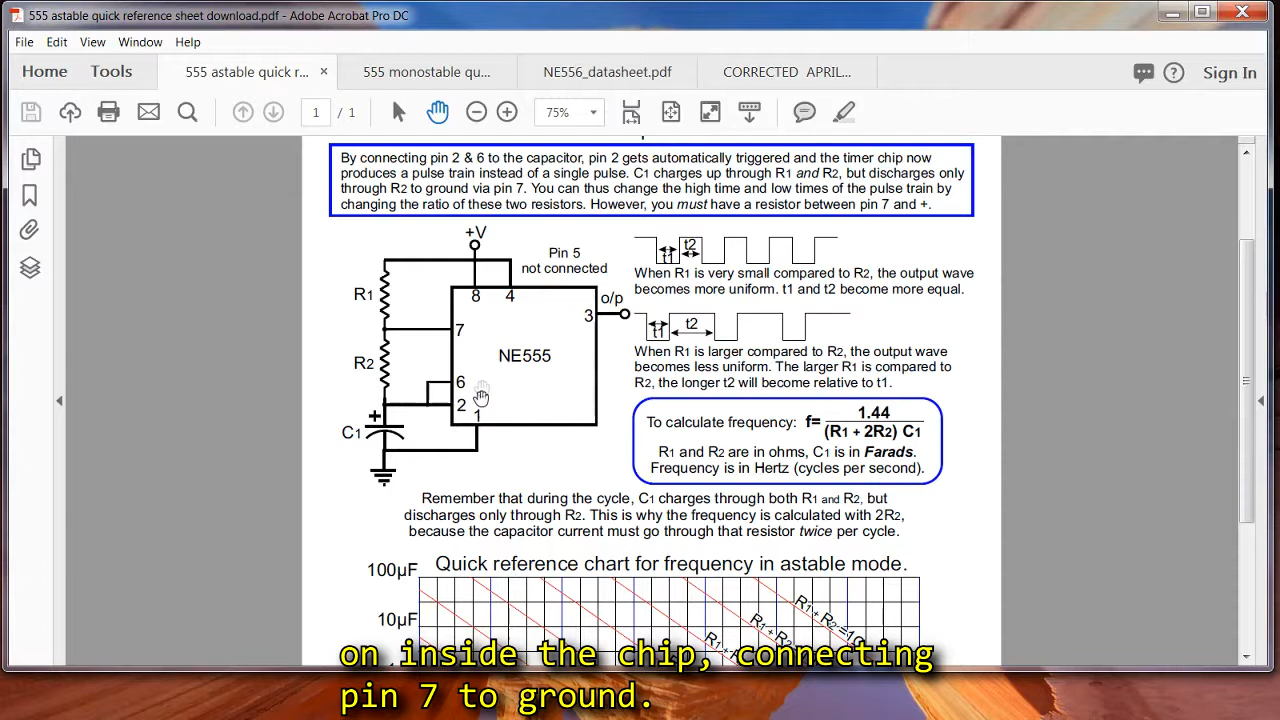 555 astable quick reference sheet download.pdf - Adobe Acrobat Pro DC
File Edit View Window Help
Home Tools 555 astable quick r... × 555 monostable qu... NE556_datasheet.pdf CORRECTED APRIL... Sign In
1 / 1 75%
By connecting pin 2 & 6 to the capacitor, pin 2 gets automatically triggered and the timer chip now
produces a pulse train instead of a single pulse. C1 charges up through R1 and R2, but discharges only
through R2 to ground via pin 7. You can thus change the high time and low times of the pulse train by
changing the ratio of these two resistors. However, you must have a resistor between pin 7 and +.
+V
Pin 5
not connected
R1
8 4
o/p
3
7
R2
NE555
6
2
1
+
C1
t1 t2
When R1 is very small compared to R2, the output wave
becomes more uniform. t1 and t2 become more equal.
t1 t2
When R1 is larger compared to R2, the output wave
becomes less uniform. The larger R1 is compared to
R2, the longer t2 will become relative to t1.
To calculate frequency: f= 1.44
(R1 + 2R2) C1
R1 and R2 are in ohms, C1 is in Farads.
Frequency is in Hertz (cycles per second).
Remember that during the cycle, C1 charges through both R1 and R2, but
discharges only through R2. This is why the frequency is calculated with 2R2,
because the capacitor current must go through that resistor twice per cycle.
Quick reference chart for frequency in astable mode.
100µF
10µF
on inside the chip, connecting
pin 7 to ground.